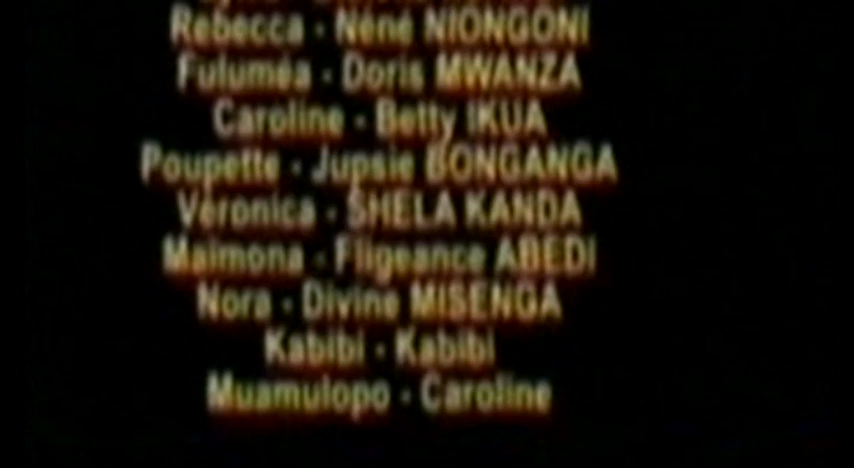 Rebecca - Néné NIONGONI
Fuluméa - Doris MWANZA
Caroline - Betty IKUA
Poupette - Jupsie BONGANGA
Véronica - SHELA KANDA
Maïmona - Fligeance ABEDI
Nora - Divine MISENGA
Kabibi - Kabibi
Muamulopo - Caroline